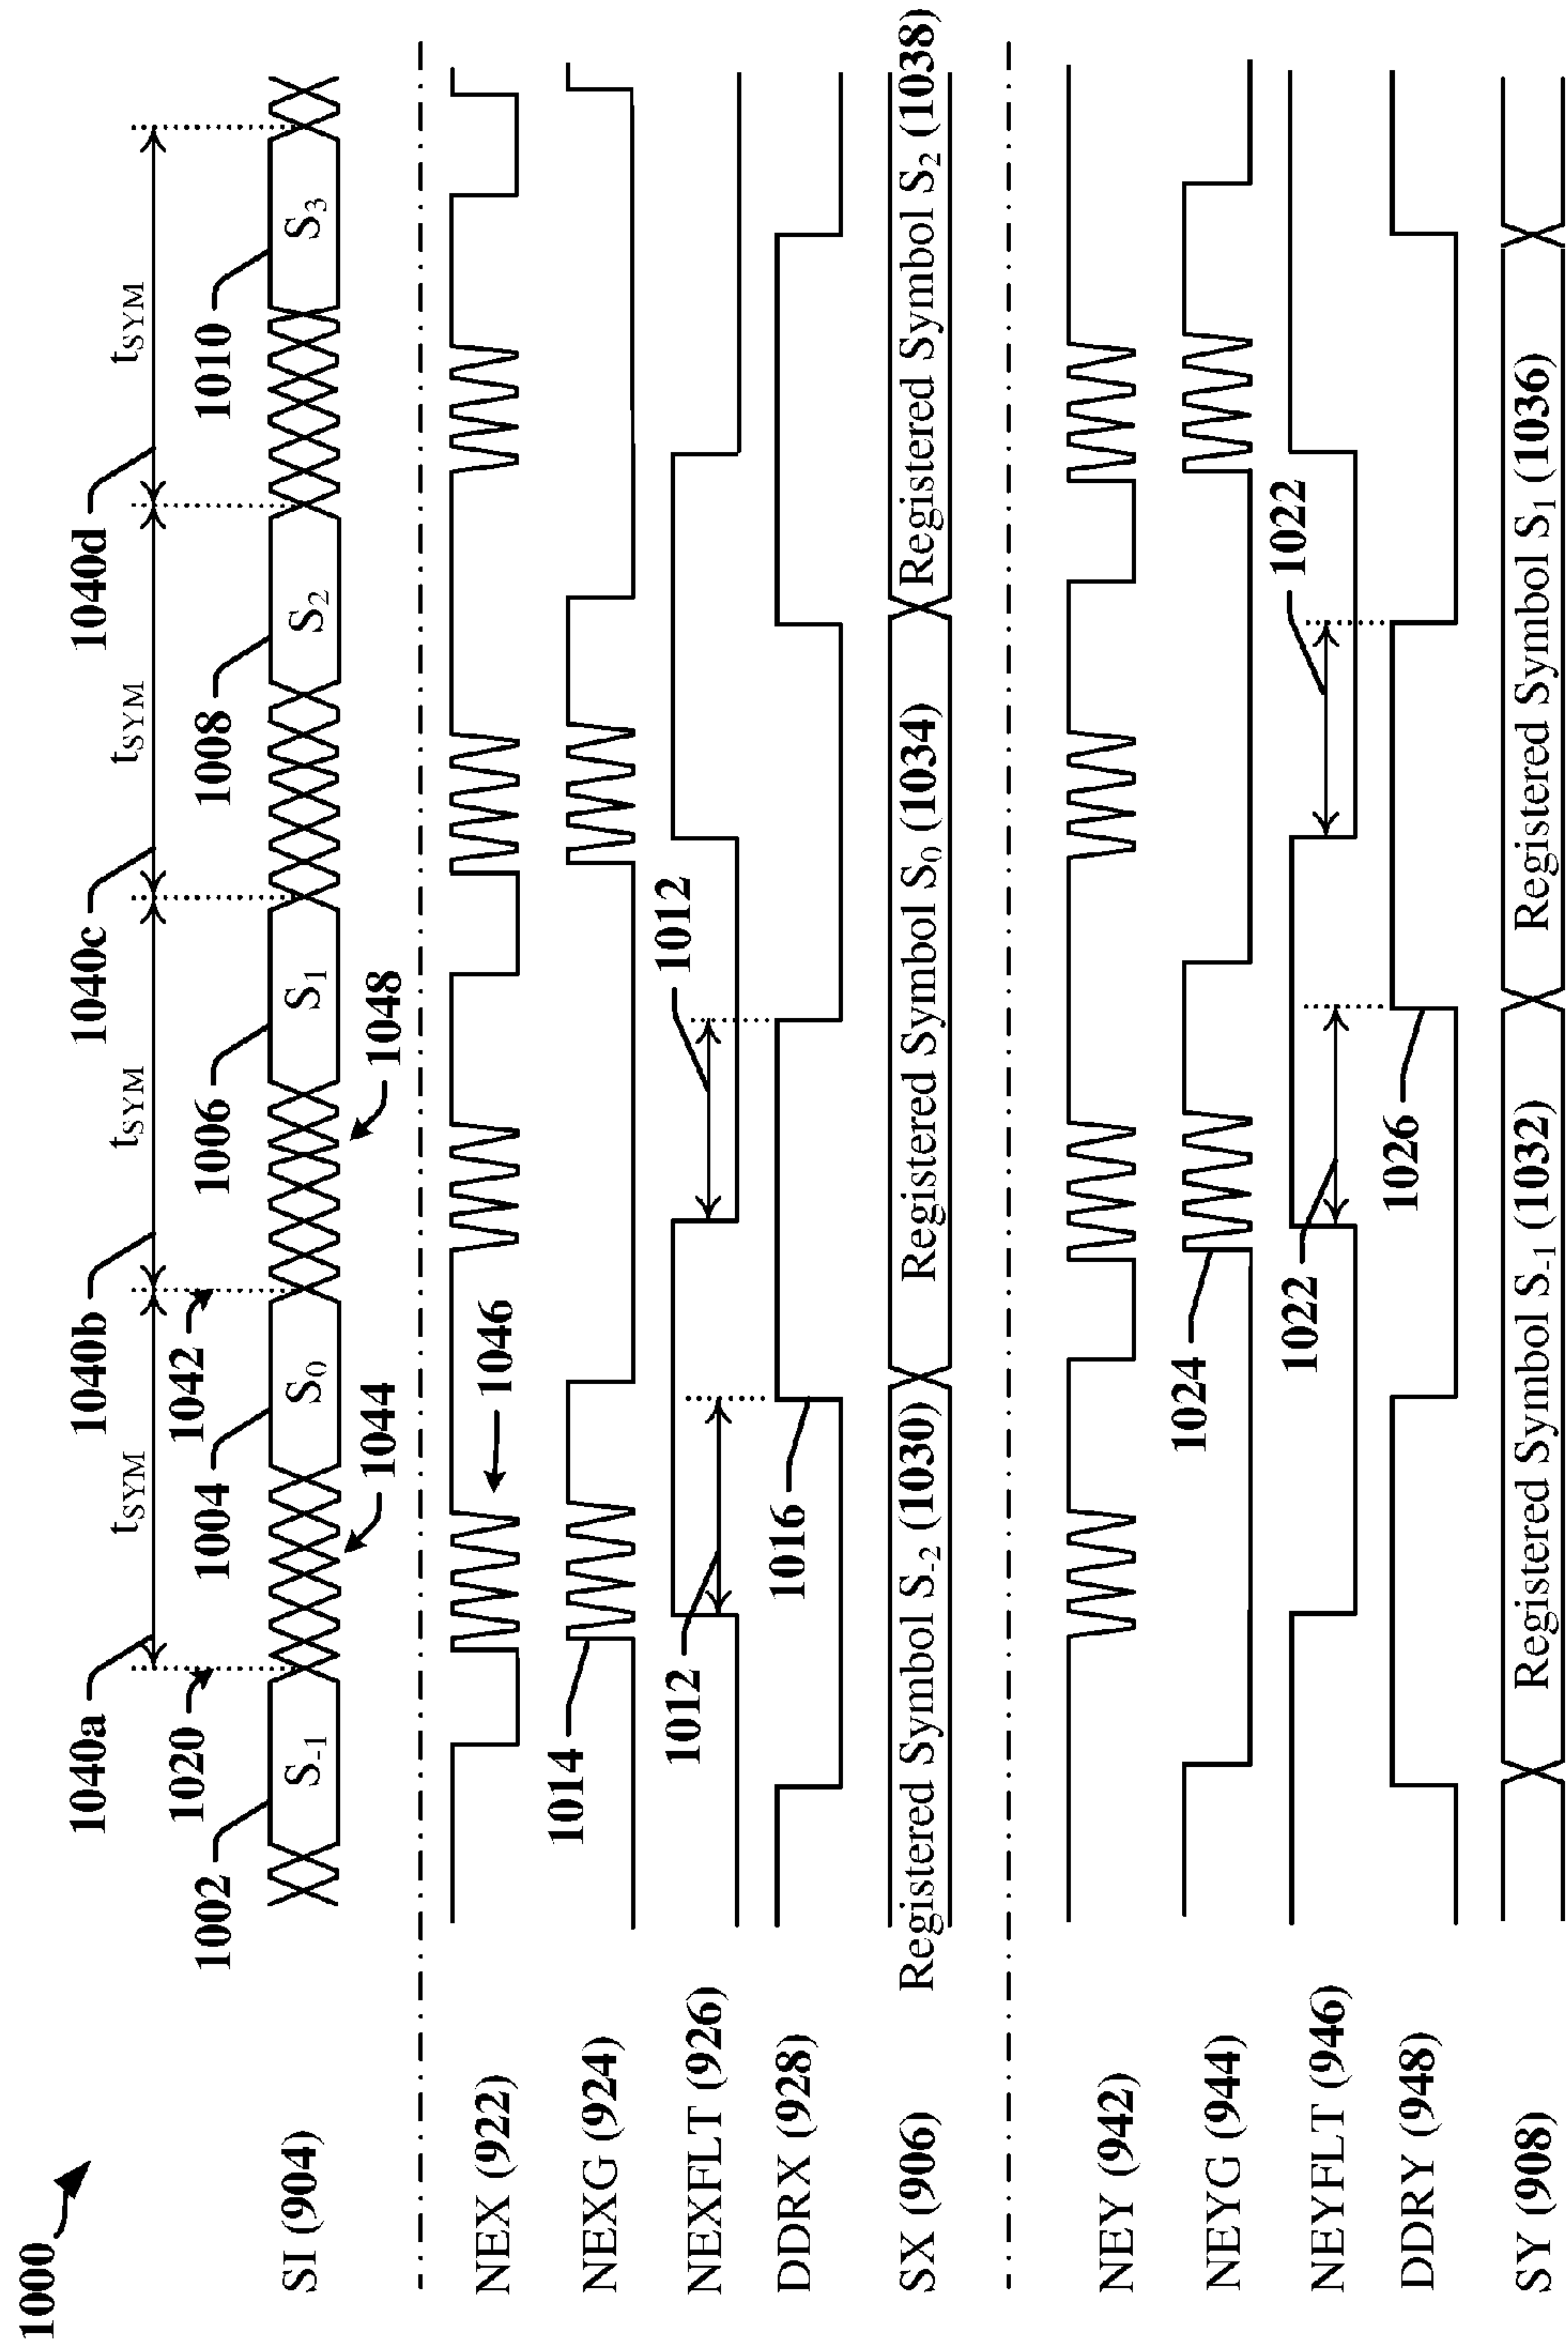 1000
1040a
1040b
1040c
1040d
tSYM
tSYM
tSYM
tSYM
1002
1020
1004
1042
1006
1008
1010
SI (904)
S-1
S0
S1
S2
S3
1044
1048
NEX (922)
1046
NEXG (924)
1014
NEXFLT (926)
1012
1012
DDRX (928)
1016
SX (906)
Registered Symbol S-2 (1030)
Registered Symbol S0 (1034)
Registered Symbol S2 (1038)
NEY (942)
NEYG (944)
1024
NEYFLT (946)
1022
1022
DDRY (948)
1026
SY (908)
Registered Symbol S-1 (1032)
Registered Symbol S1 (1036)